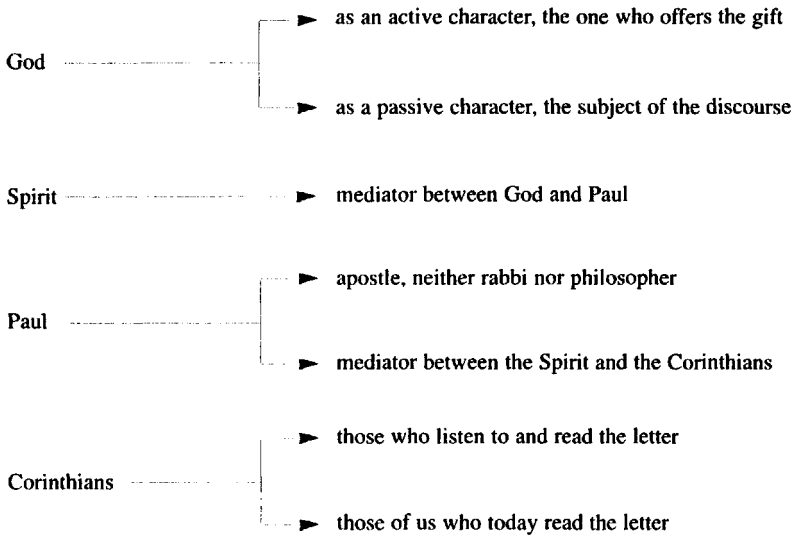 as an active character, the one who offers the gift
God
as a passive character, the subject of the discourse
Spirit
mediator between God and Paul
apostle, neither rabbi nor philosopher
Paul
mediator between the Spirit and the Corinthians
those who listen to and read the letter
Corinthians
those of us who today read the letter